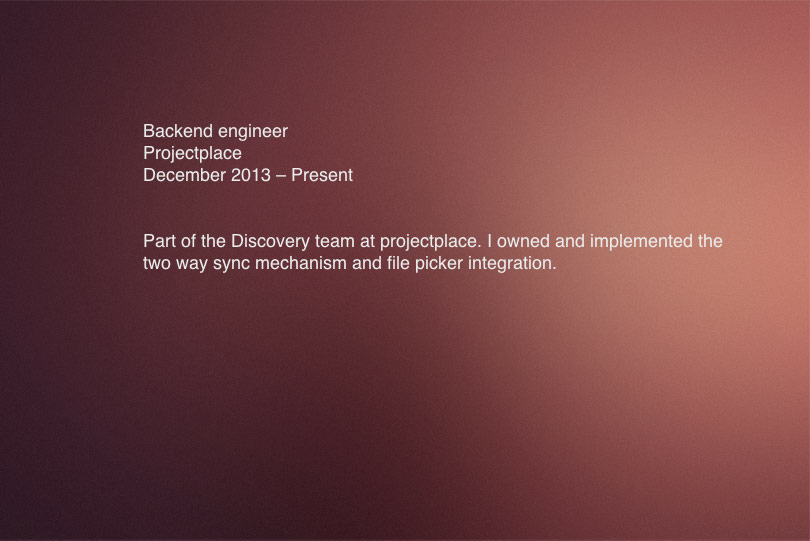 Backend engineer
Projectplace
December 2013 – Present
Part of the Discovery team at projectplace. I owned and implemented the
two way sync mechanism and file picker integration.